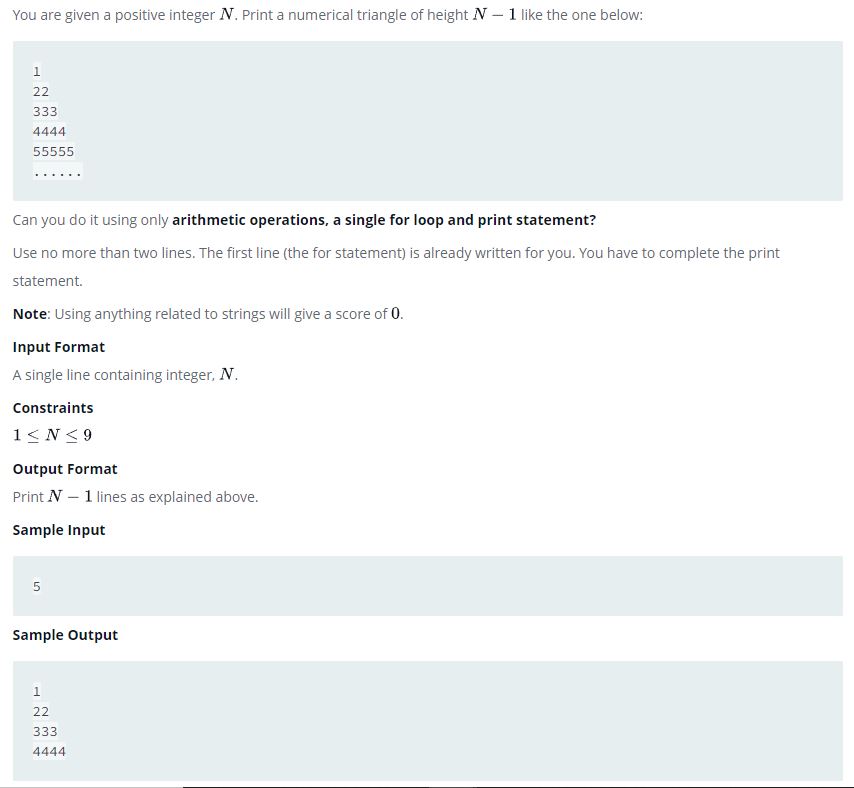 You are given a positive integer N. Print a numerical triangle of height N − 1 like the one below:
1
22
333
4444
55555
......
Can you do it using only arithmetic operations, a single for loop and print statement?
Use no more than two lines. The first line (the for statement) is already written for you. You have to complete the print
statement.
Note: Using anything related to strings will give a score of 0.
Input Format
A single line containing integer, N.
Constraints
1 ≤ N ≤ 9
Output Format
Print N − 1 lines as explained above.
Sample Input
5
Sample Output
1
22
333
4444